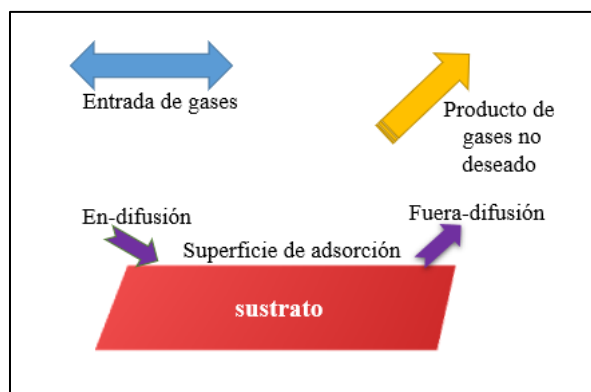 Entrada de gases
Producto de
gases no
deseado
En-difusión
Fuera-difusión
Superficie de adsorción
sustrato